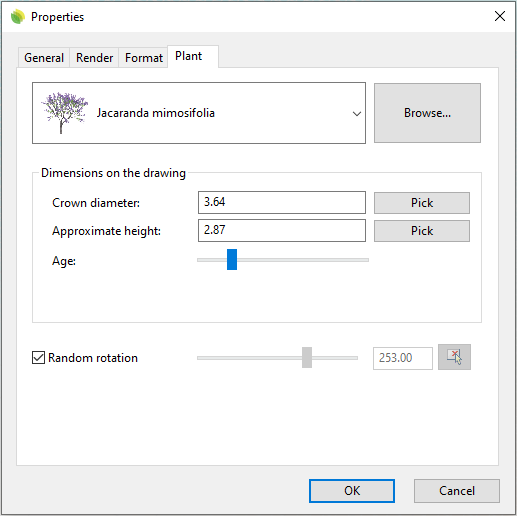 Properties
General Render Format Plant
Jacaranda mimosifolia
Browse...
Dimensions on the drawing
Crown diameter: 3.64 Pick
Approximate height: 2.87 Pick
Age:
Random rotation 253.00
OK Cancel